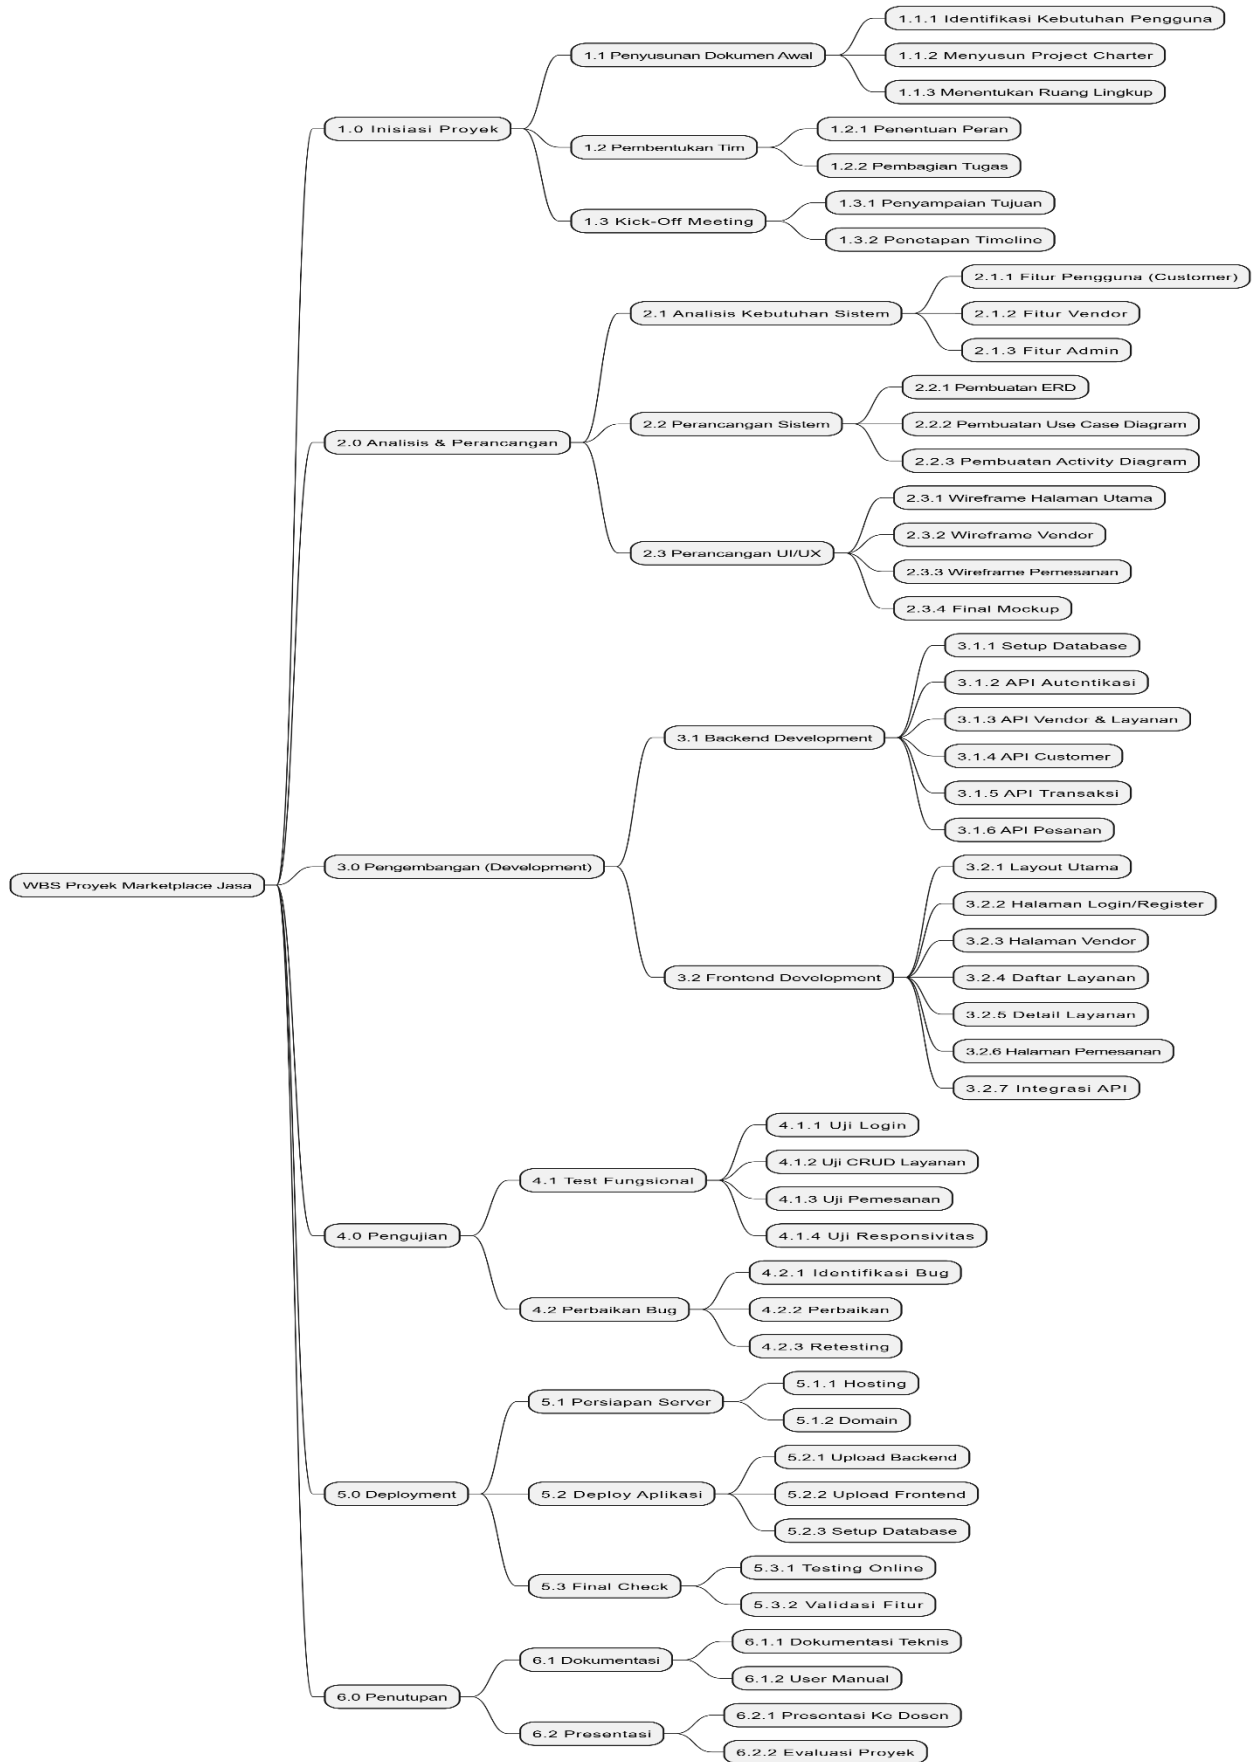 WBS Proyek Marketplace Jasa
1.0 Inisiasi Proyek
1.1 Penyusunan Dokumen Awal
1.1.1 Identifikasi Kebutuhan Pengguna
1.1.2 Menyusun Project Charter
1.1.3 Menentukan Ruang Lingkup
1.2 Pembentukan Tim
1.2.1 Penentuan Peran
1.2.2 Pembagian Tugas
1.3 Kick-Off Meeting
1.3.1 Penyampaian Tujuan
1.3.2 Penetapan Timeline
2.0 Analisis & Perancangan
2.1 Analisis Kebutuhan Sistem
2.1.1 Fitur Pengguna (Customer)
2.1.2 Fitur Vendor
2.1.3 Fitur Admin
2.2 Perancangan Sistem
2.2.1 Pembuatan ERD
2.2.2 Pembuatan Use Case Diagram
2.2.3 Pembuatan Activity Diagram
2.3 Perancangan UI/UX
2.3.1 Wireframe Halaman Utama
2.3.2 Wireframe Vendor
2.3.3 Wireframe Pemesanan
2.3.4 Final Mockup
3.0 Pengembangan (Development)
3.1 Backend Development
3.1.1 Setup Database
3.1.2 API Autentikasi
3.1.3 API Vendor & Layanan
3.1.4 API Customer
3.1.5 API Transaksi
3.1.6 API Pesanan
3.2 Frontend Development
3.2.1 Layout Utama
3.2.2 Halaman Login/Register
3.2.3 Halaman Vendor
3.2.4 Daftar Layanan
3.2.5 Detail Layanan
3.2.6 Halaman Pemesanan
3.2.7 Integrasi API
4.0 Pengujian
4.1 Test Fungsional
4.1.1 Uji Login
4.1.2 Uji CRUD Layanan
4.1.3 Uji Pemesanan
4.1.4 Uji Responsivitas
4.2 Perbaikan Bug
4.2.1 Identifikasi Bug
4.2.2 Perbaikan
4.2.3 Retesting
5.0 Deployment
5.1 Persiapan Server
5.1.1 Hosting
5.1.2 Domain
5.2 Deploy Aplikasi
5.2.1 Upload Backend
5.2.2 Upload Frontend
5.2.3 Setup Database
5.3 Final Check
5.3.1 Testing Online
5.3.2 Validasi Fitur
6.0 Penutupan
6.1 Dokumentasi
6.1.1 Dokumentasi Teknis
6.1.2 User Manual
6.2 Presentasi
6.2.1 Presentasi Ke Dosen
6.2.2 Evaluasi Proyek